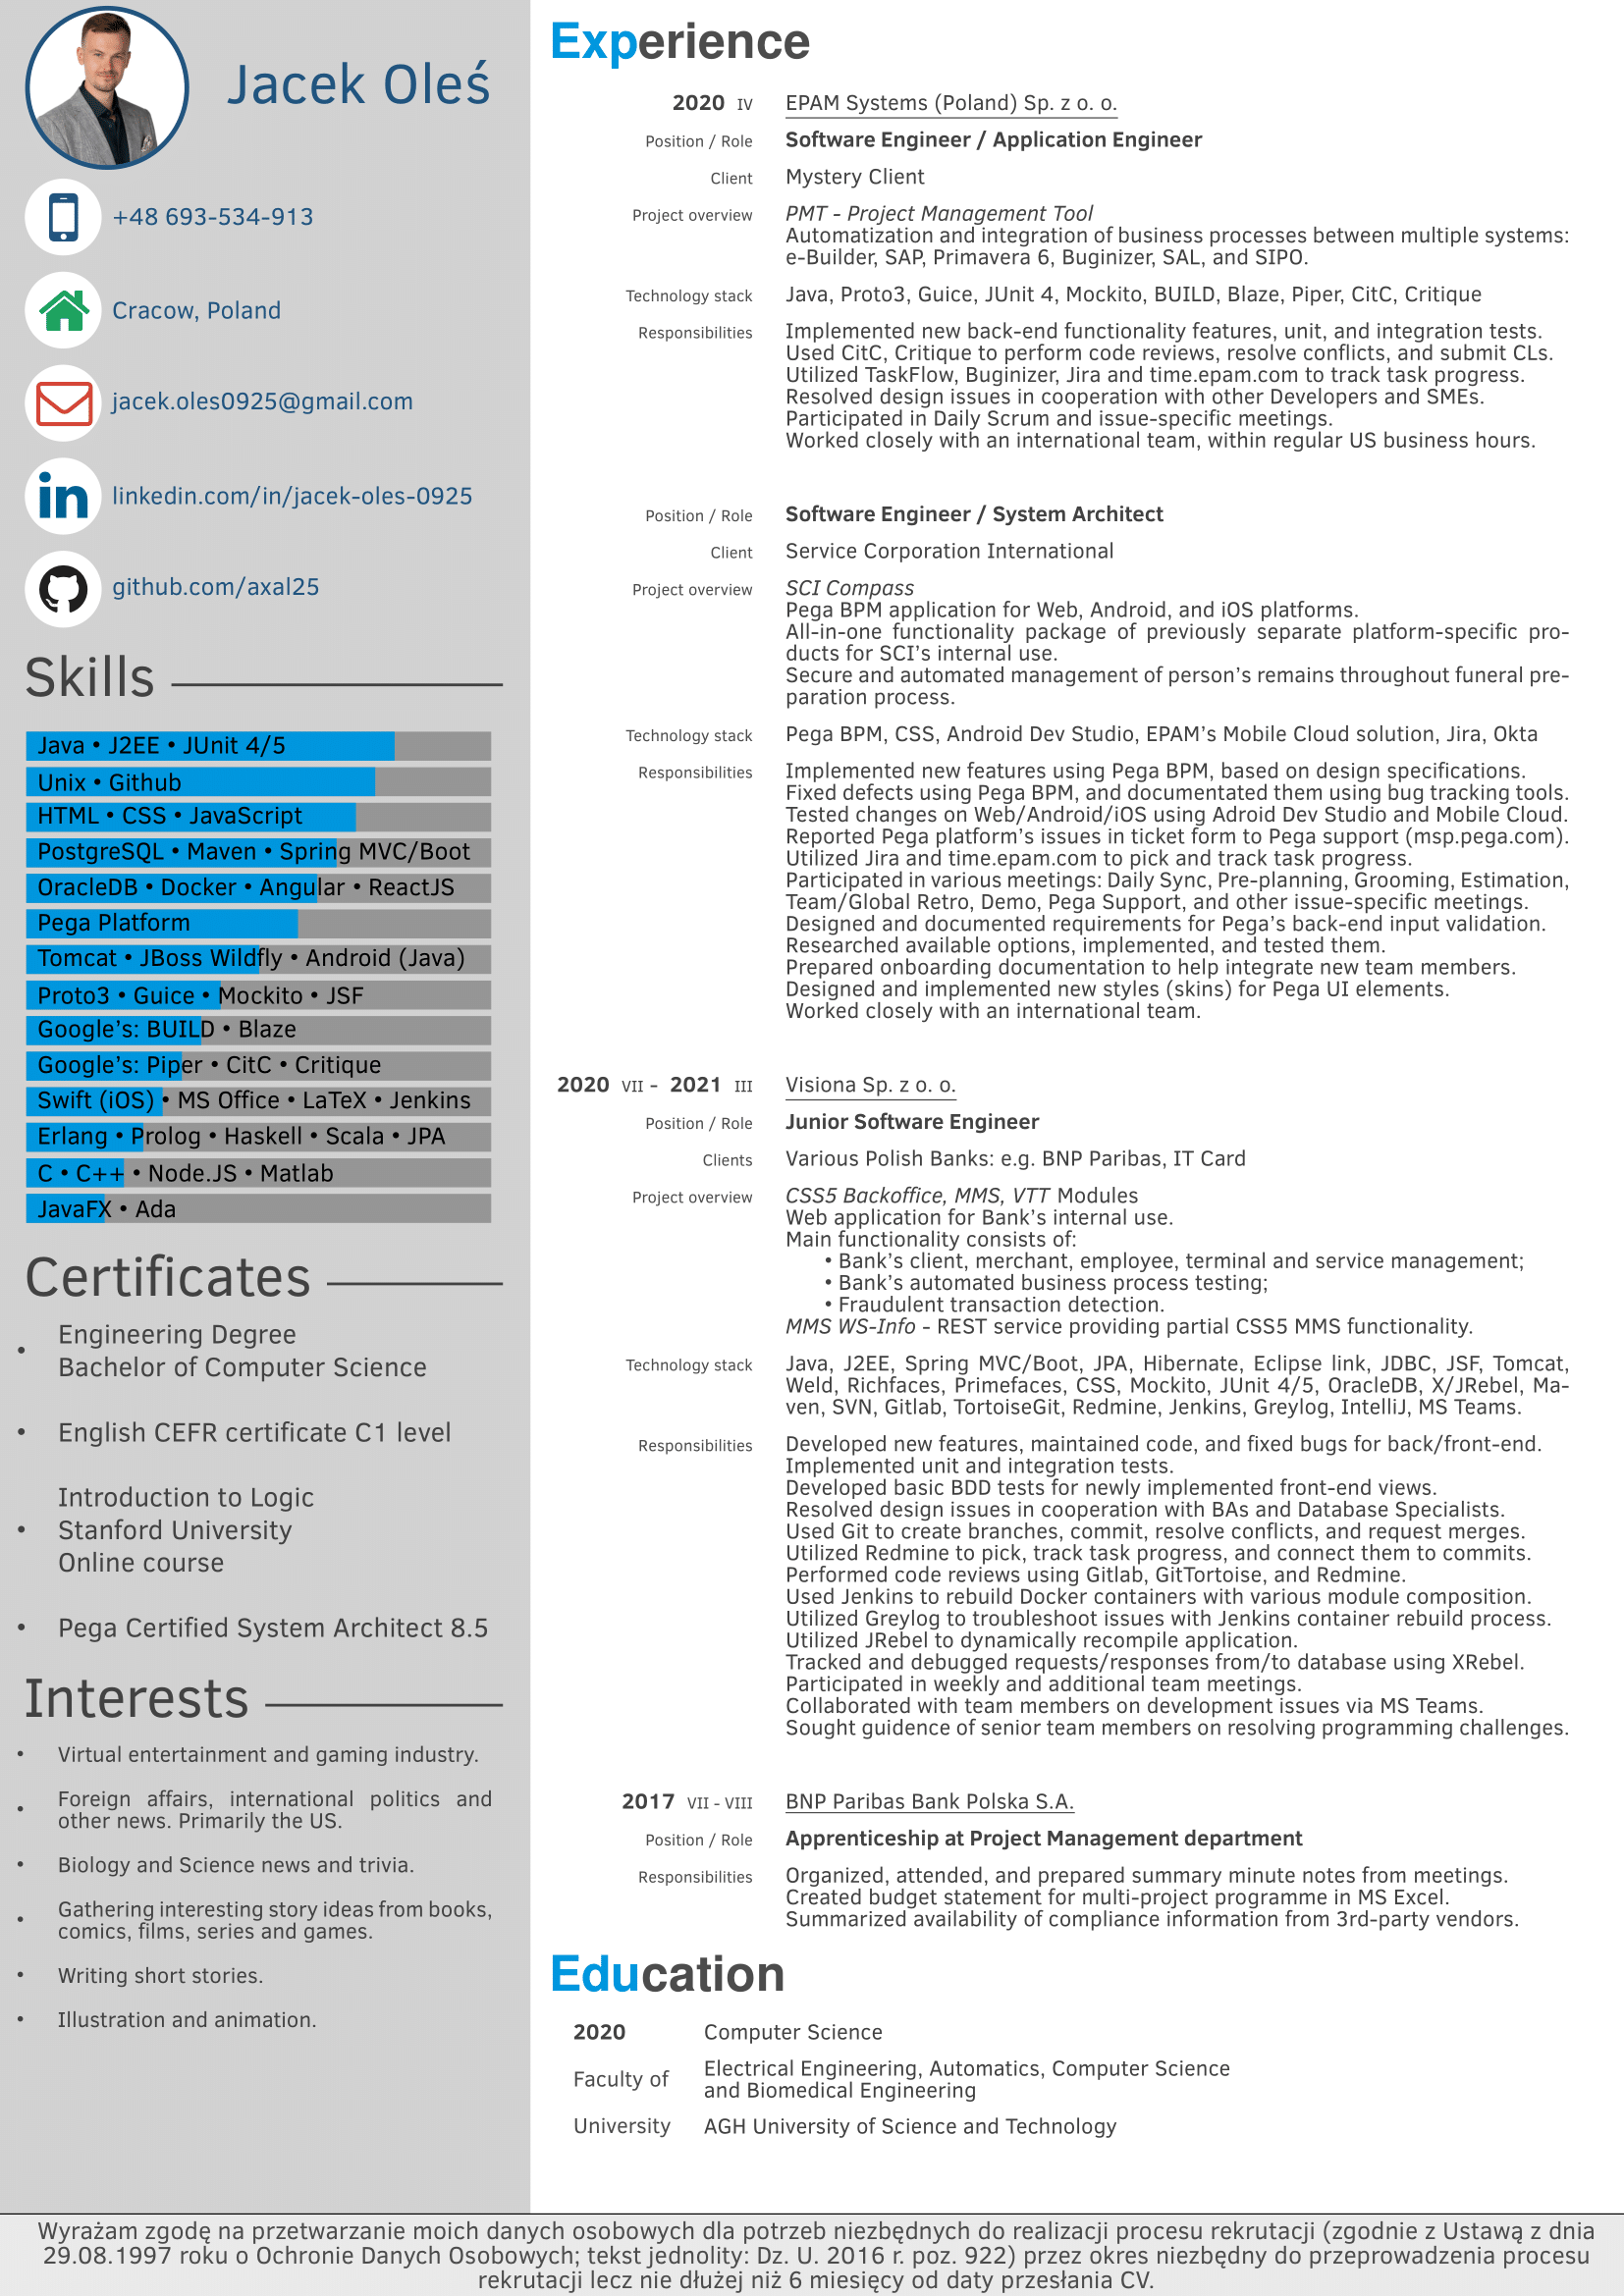 Jacek Oleś
+48 693-534-913
Cracow, Poland
jacek.oles0925@gmail.com
linkedin.com/in/jacek-oles-0925
github.com/axal25
Skills
Java • J2EE • JUnit 4/5
Unix • Github
HTML • CSS • JavaScript
PostgreSQL • Maven • Spring MVC/Boot
OracleDB • Docker • Angular • ReactJS
Pega Platform
Tomcat • JBoss Wildfly • Android (Java)
Proto3 • Guice • Mockito • JSF
Google's: BUILD • Blaze
Google's: Piper • CitC • Critique
Swift (iOS) • MS Office • LaTeX • Jenkins
Erlang • Prolog • Haskell • Scala • JPA
C • C++ • Node.JS • Matlab
JavaFX • Ada
Certificates
• Engineering Degree
Bachelor of Computer Science
• English CEFR certificate C1 level
• Introduction to Logic
Stanford University
Online course
• Pega Certified System Architect 8.5
Interests
• Virtual entertainment and gaming industry.
• Foreign affairs, international politics and
other news. Primarily the US.
• Biology and Science news and trivia.
• Gathering interesting story ideas from books,
comics, films, series and games.
• Writing short stories.
• Illustration and animation.
Experience
2020 IV EPAM Systems (Poland) Sp. z o. o.
Position / Role Software Engineer / Application Engineer
Client Mystery Client
Project overview PMT - Project Management Tool
Automatization and integration of business processes between multiple systems:
e-Builder, SAP, Primavera 6, Buginizer, SAL, and SIPO.
Technology stack Java, Proto3, Guice, JUnit 4, Mockito, BUILD, Blaze, Piper, CitC, Critique
Responsibilities Implemented new back-end functionality features, unit, and integration tests.
Used CitC, Critique to perform code reviews, resolve conflicts, and submit CLs.
Utilized TaskFlow, Buginizer, Jira and time.epam.com to track task progress.
Resolved design issues in cooperation with other Developers and SMEs.
Participated in Daily Scrum and issue-specific meetings.
Worked closely with an international team, within regular US business hours.
Position / Role Software Engineer / System Architect
Client Service Corporation International
Project overview SCI Compass
Pega BPM application for Web, Android, and iOS platforms.
All-in-one functionality package of previously separate platform-specific pro-
ducts for SCI's internal use.
Secure and automated management of person's remains throughout funeral pre-
paration process.
Technology stack Pega BPM, CSS, Android Dev Studio, EPAM's Mobile Cloud solution, Jira, Okta
Responsibilities Implemented new features using Pega BPM, based on design specifications.
Fixed defects using Pega BPM, and documentated them using bug tracking tools.
Tested changes on Web/Android/iOS using Adroid Dev Studio and Mobile Cloud.
Reported Pega platform's issues in ticket form to Pega support (msp.pega.com).
Utilized Jira and time.epam.com to pick and track task progress.
Participated in various meetings: Daily Sync, Pre-planning, Grooming, Estimation,
Team/Global Retro, Demo, Pega Support, and other issue-specific meetings.
Designed and documented requirements for Pega's back-end input validation.
Researched available options, implemented, and tested them.
Prepared onboarding documentation to help integrate new team members.
Designed and implemented new styles (skins) for Pega UI elements.
Worked closely with an international team.
2020 VII - 2021 III Visiona Sp. z o. o.
Position / Role Junior Software Engineer
Clients Various Polish Banks: e.g. BNP Paribas, IT Card
Project overview CSS5 Backoffice, MMS, VTT Modules
Web application for Bank's internal use.
Main functionality consists of:
• Bank's client, merchant, employee, terminal and service management;
• Bank's automated business process testing;
• Fraudulent transaction detection.
MMS WS-Info - REST service providing partial CSS5 MMS functionality.
Technology stack Java, J2EE, Spring MVC/Boot, JPA, Hibernate, Eclipse link, JDBC, JSF, Tomcat,
Weld, Richfaces, Primefaces, CSS, Mockito, JUnit 4/5, OracleDB, X/JRebel, Ma-
ven, SVN, Gitlab, TortoiseGit, Redmine, Jenkins, Greylog, IntelliJ, MS Teams.
Responsibilities Developed new features, maintained code, and fixed bugs for back/front-end.
Implemented unit and integration tests.
Developed basic BDD tests for newly implemented front-end views.
Resolved design issues in cooperation with BAs and Database Specialists.
Used Git to create branches, commit, resolve conflicts, and request merges.
Utilized Redmine to pick, track task progress, and connect them to commits.
Performed code reviews using Gitlab, GitTortoise, and Redmine.
Used Jenkins to rebuild Docker containers with various module composition.
Utilized Greylog to troubleshoot issues with Jenkins container rebuild process.
Utilized JRebel to dynamically recompile application.
Tracked and debugged requests/responses from/to database using XRebel.
Participated in weekly and additional team meetings.
Collaborated with team members on development issues via MS Teams.
Sought guidence of senior team members on resolving programming challenges.
2017 VII - VIII BNP Paribas Bank Polska S.A.
Position / Role Apprenticeship at Project Management department
Responsibilities Organized, attended, and prepared summary minute notes from meetings.
Created budget statement for multi-project programme in MS Excel.
Summarized availability of compliance information from 3rd-party vendors.
Education
2020 Computer Science
Faculty of Electrical Engineering, Automatics, Computer Science
and Biomedical Engineering
University AGH University of Science and Technology
Wyrażam zgodę na przetwarzanie moich danych osobowych dla potrzeb niezbędnych do realizacji procesu rekrutacji (zgodnie z Ustawą z dnia
29.08.1997 roku o Ochronie Danych Osobowych; tekst jednolity: Dz. U. 2016 r. poz. 922) przez okres niezbędny do przeprowadzenia procesu
rekrutacji lecz nie dłużej niż 6 miesięcy od daty przesłania CV.